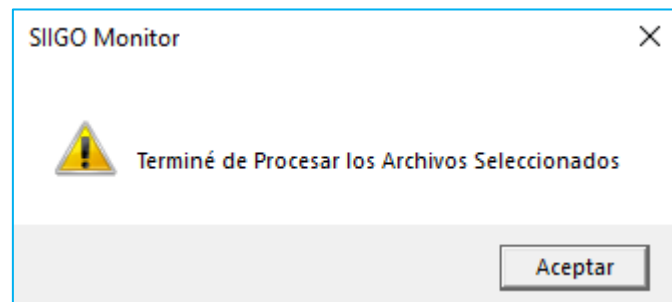 SIIGO Monitor
Terminé de Procesar los Archivos Seleccionados
Aceptar